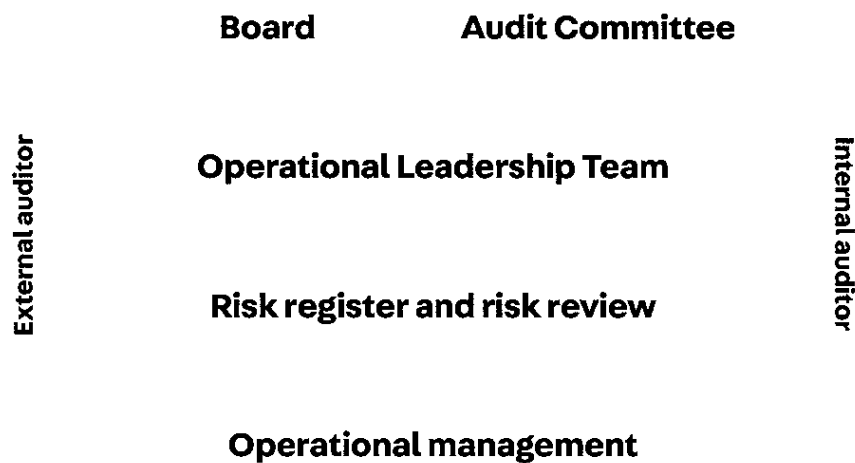 Board
Audit Committee
External auditor
Operational Leadership Team
Internal auditor
Risk register and risk review
Operational management